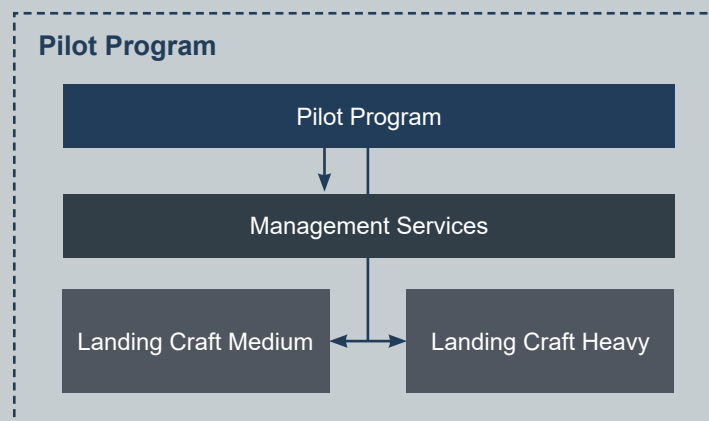 Pilot Program
Pilot Program
Management Services
Landing Craft Medium
Landing Craft Heavy